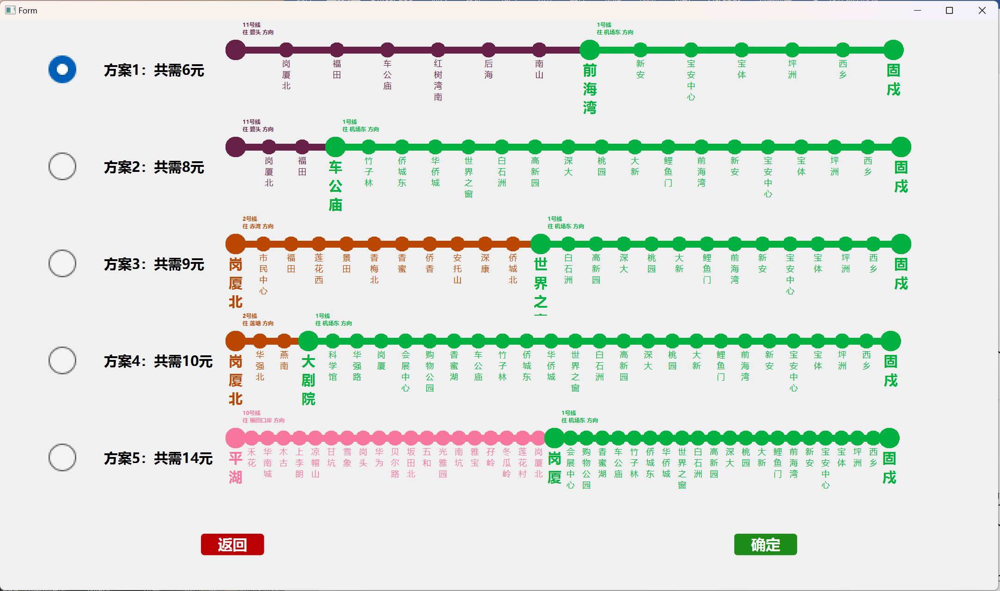 Form
11号线
往 碧头 方向
1号线
往 机场东 方向
方案1：共需6元
岗厦北
福田
车公庙
红树湾南
后海
南山
前海湾
新安
宝安中心
宝体
坪洲
西乡
固戍
11号线
往 碧头 方向
1号线
往 机场东 方向
方案2：共需8元
岗厦北
福田
车公庙
竹子林
侨城东
华侨城
世界之窗
白石洲
高新园
深大
桃园
大新
鲤鱼门
前海湾
新安
宝安中心
宝体
坪洲
西乡
固戍
2号线
往 赤湾 方向
1号线
往 机场东 方向
方案3：共需9元
岗厦北
市民中心
福田
莲花西
景田
香梅北
香蜜
侨香
安托山
深康
侨城北
世界之
白石洲
高新园
深大
桃园
大新
鲤鱼门
前海湾
新安
宝安中心
宝体
坪洲
西乡
固戍
2号线
往 莲塘 方向
1号线
往 机场东 方向
方案4：共需10元
岗厦北
华强北
燕南
大剧院
科学馆
华强路
岗厦
会展中心
购物公园
香蜜湖
车公庙
竹子林
侨城东
华侨城
世界之窗
白石洲
高新园
深大
桃园
大新
鲤鱼门
前海湾
新安
宝安中心
宝体
坪洲
西乡
固戍
10号线
往 福田口岸 方向
1号线
往 机场东 方向
方案5：共需14元
平湖
禾花
华南城
木古
上李朗
凉帽山
甘坑
雪象
岗头
华为
贝尔路
坂田北
五和
光雅园
南坑
雅宝
孖岭
冬瓜岭
莲花村
岗厦北
岗厦
会展中心
购物公园
香蜜湖
车公庙
竹子林
侨城东
华侨城
世界之窗
白石洲
高新园
深大
桃园
大新
鲤鱼门
前海湾
新安
宝安中心
宝体
坪洲
西乡
固戍
返回
确定